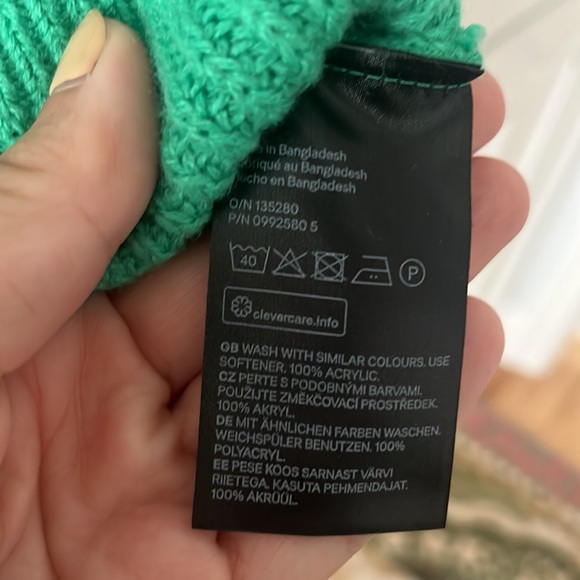 in Bangladesh
au Bangladesh
en Bangladesh
O/N 135280
P/N 0992580 5
40
P
clevercare.info
GB WASH WITH SIMILAR COLOURS. USE
SOFTENER. 100% ACRYLIC.
CZ PERTE S PODOBNÝMI BARVAMI.
POUŽIJTE ZMĚKČOVACÍ PROSTŘEDEK.
100% AKRYL.
DE MIT ÄHNLICHEN FARBEN WASCHEN.
WEICHSPÜLER BENUTZEN. 100%
POLYACRYL.
EE PESE KOOS SARNAST VÄRVI
RIIETEGA. KASUTA PEHMENDAJAT.
100% AKRÜÜL.